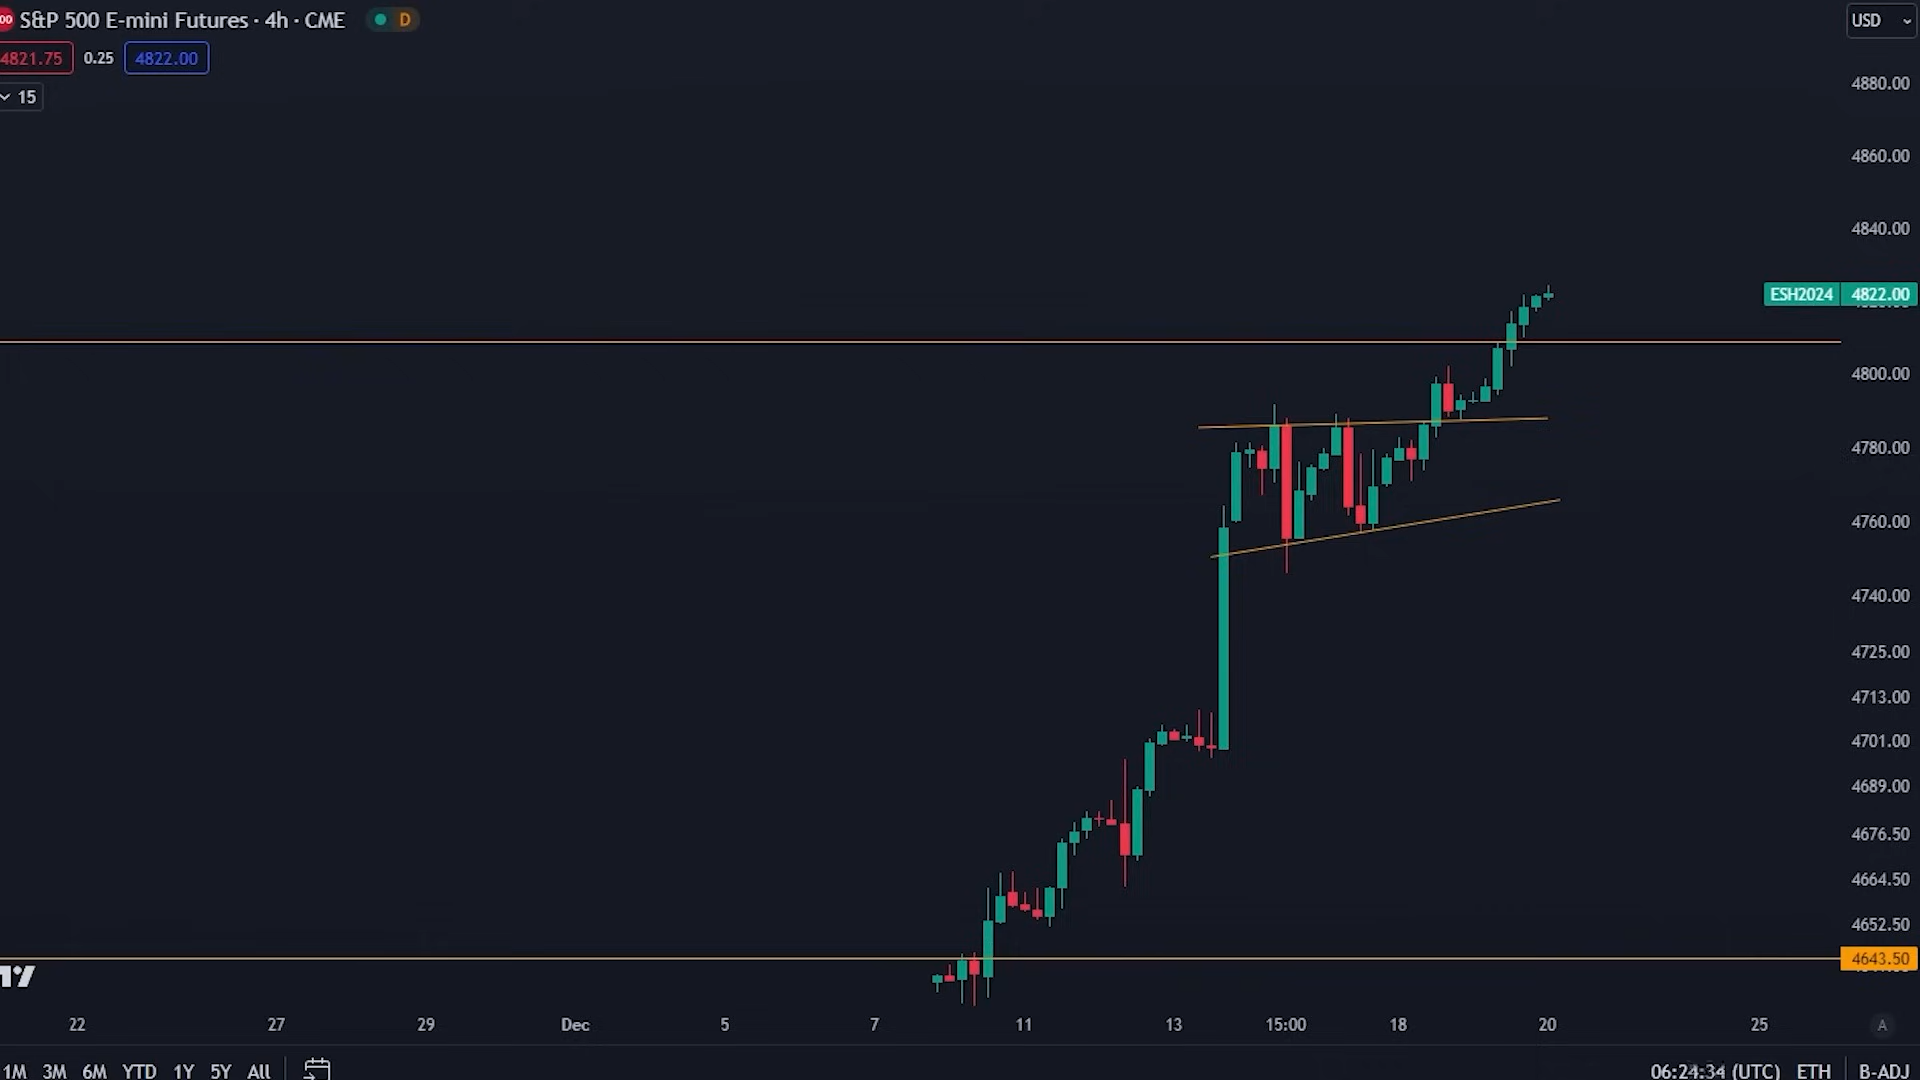 S&P 500 E-mini Futures · 4h · CME D
4821.75 0.25 4822.00
15
USD
4880.00
4860.00
4840.00
ESH2024 4822.00
4800.00
4780.00
4760.00
4740.00
4725.00
4713.00
4701.00
4689.00
4676.50
4664.50
4652.50
4643.50
22 27 29 Dec 5 7 11 13 15:00 18 20 25 A
1M 3M 6M YTD 1Y 5Y All 06:24:34 (UTC) ETH B-ADJ